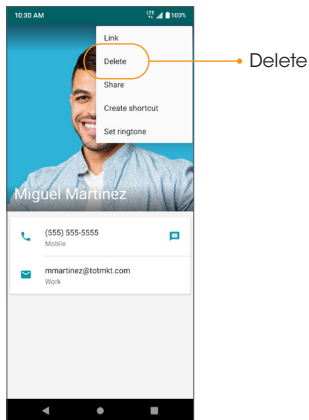 10:30 AM LTE 100%
Link
Delete
Delete
Share
Create shortcut
Set ringtone
Miguel Martinez
(555) 555-5555
Mobile
mmartinez@totmkt.com
Work